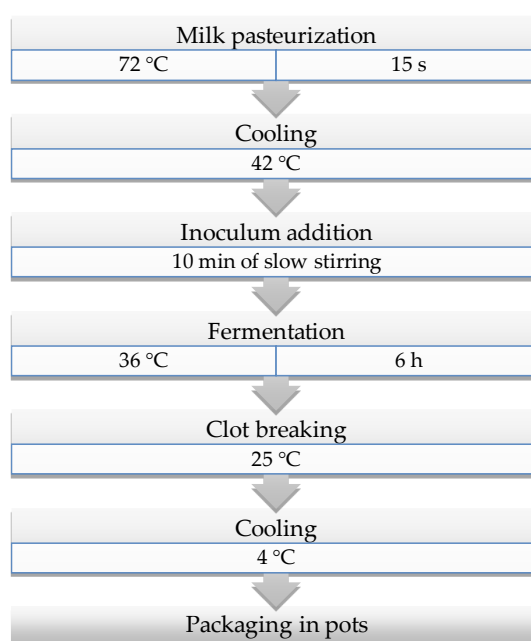 Milk pasteurization
72 °C 15 s
Cooling
42 °C
Inoculum addition
10 min of slow stirring
Fermentation
36 °C 6 h
Clot breaking
25 °C
Cooling
4 °C
Packaging in pots